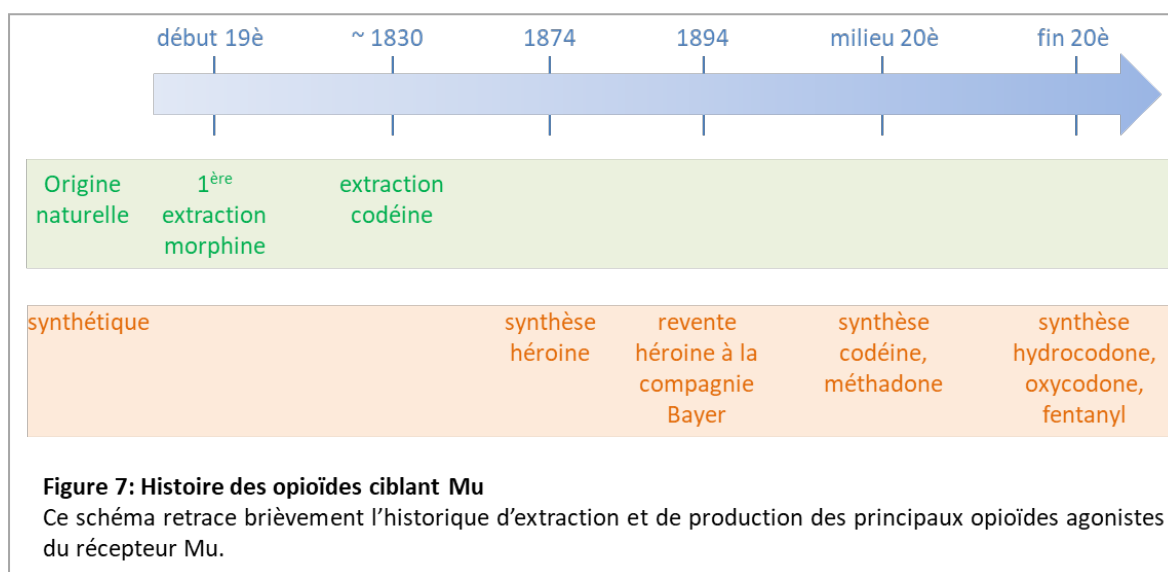 début 19è ~ 1830 1874 1894 milieu 20è fin 20è
Origine naturelle
1ère extraction morphine
extraction codéine
synthétique
synthèse héroine
revente héroine à la compagnie Bayer
synthèse codéine, méthadone
synthèse hydrocodone, oxycodone, fentanyl
Figure 7: Histoire des opioïdes ciblant Mu
Ce schéma retrace brièvement l’historique d’extraction et de production des principaux opioïdes agonistes
du récepteur Mu.